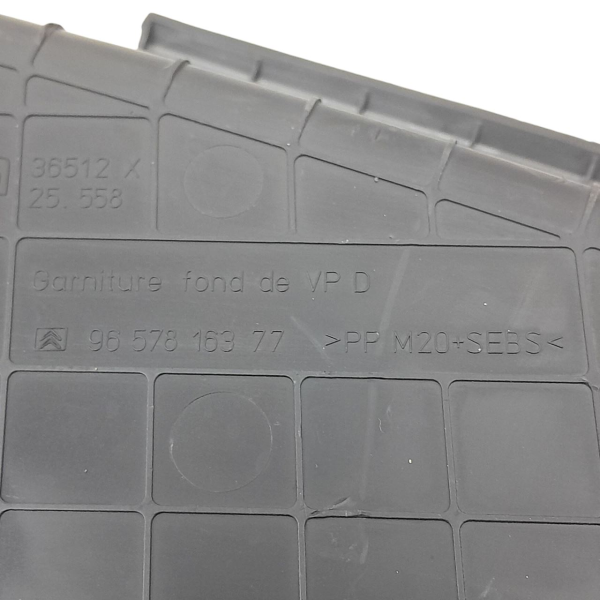 36512 X
25.558
Garniture fond de VP D
96 578 163 77 >PP M20+SEBS<